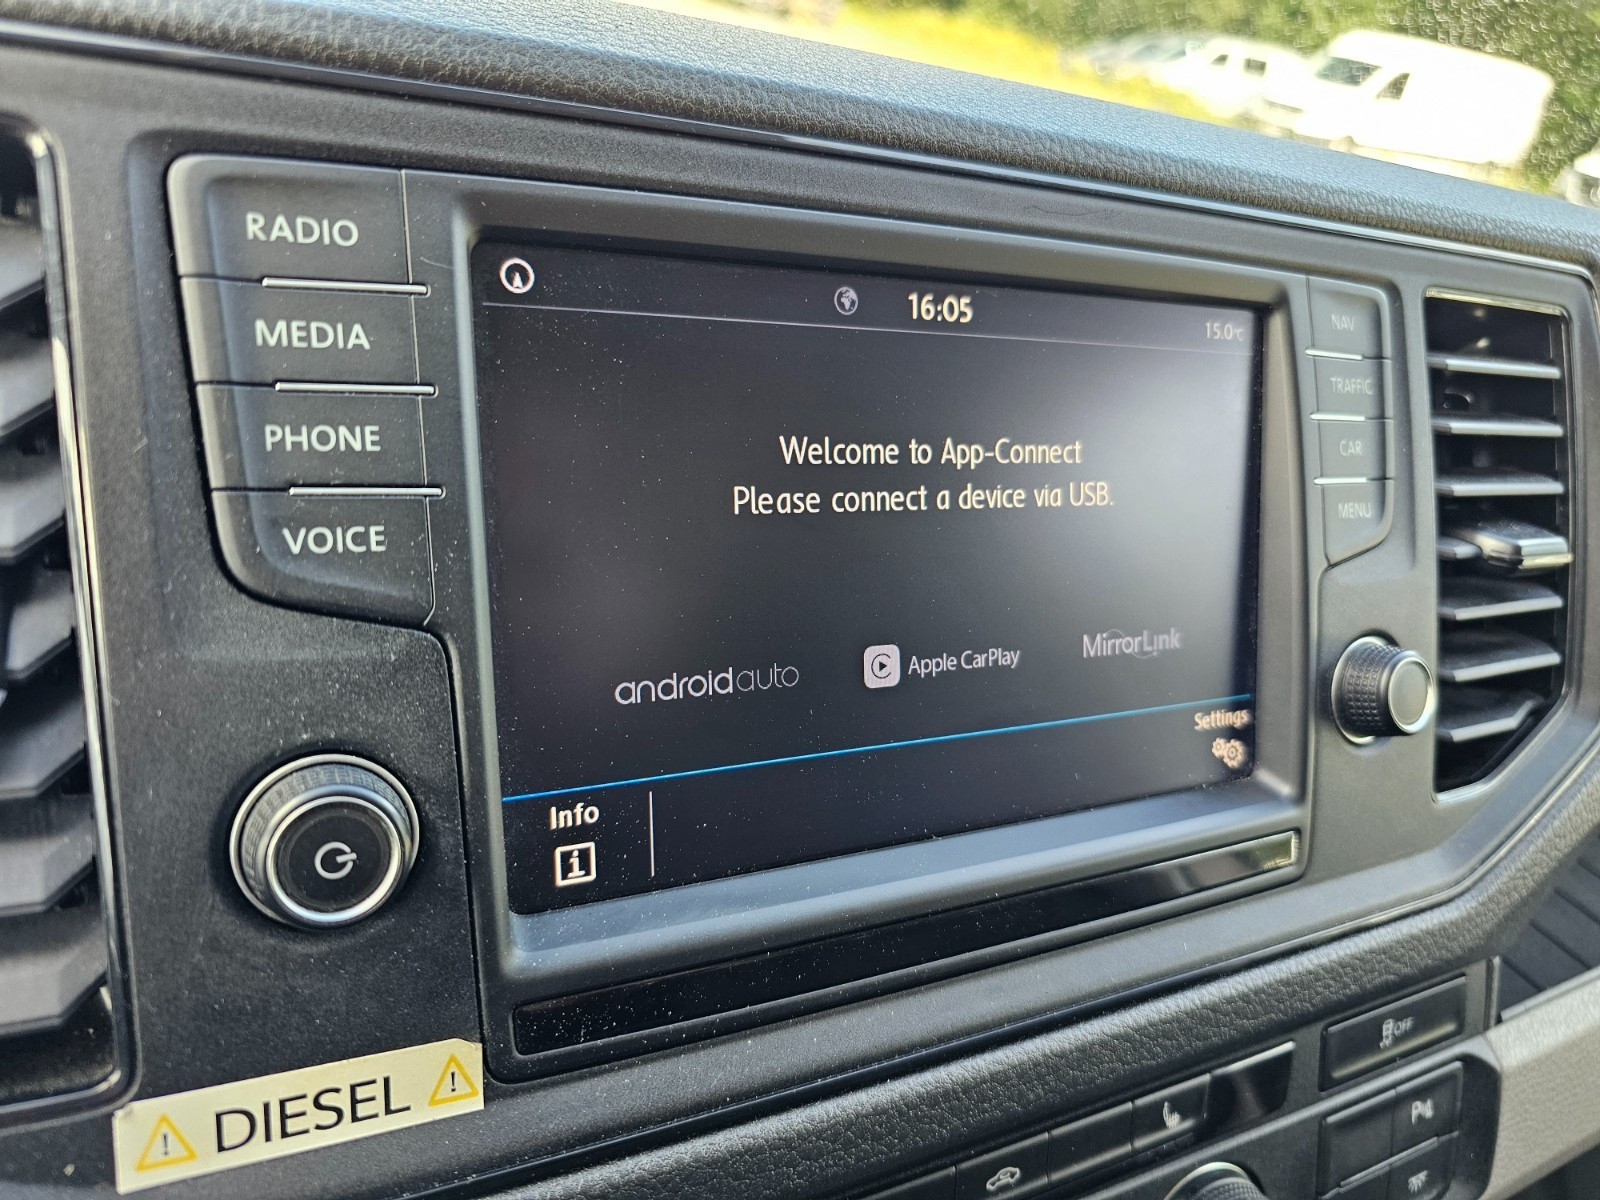 RADIO
MEDIA
PHONE
VOICE
16:05
15.0°C
Welcome to App-Connect
Please connect a device via USB.
androidauto
Apple CarPlay
MirrorLink
Settings
Info
i
NAV
TRAFFIC
CAR
MENU
! DIESEL !
OFF
P